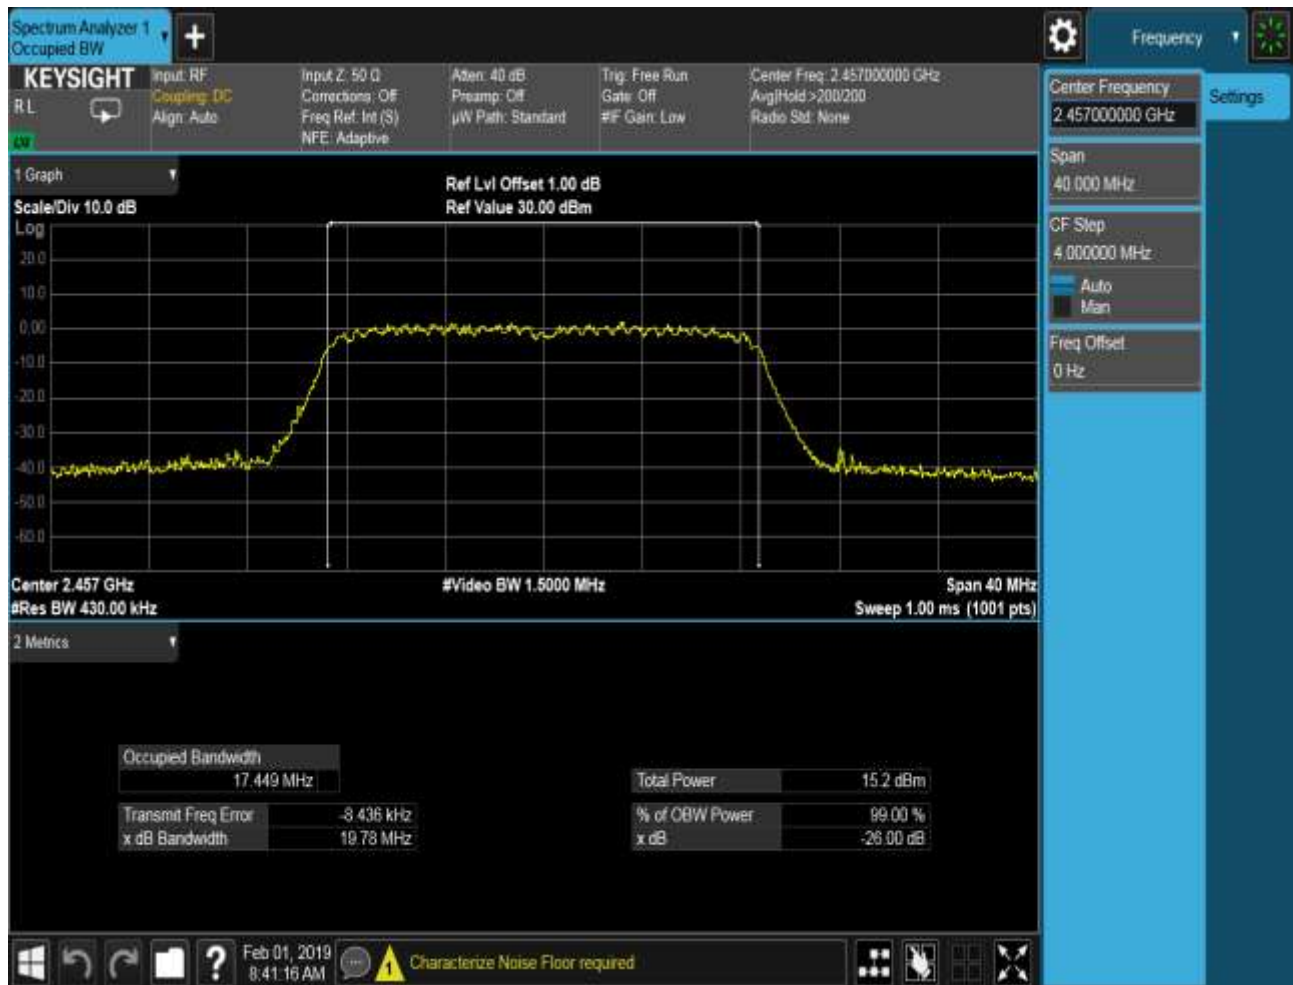 Spectrum Analyzer 1
Occupied BW
Frequency
KEYSIGHT
R L
Input: RF
Coupling: DC
Align: Auto
Input Z: 50 Ω
Corrections: Off
Freq Ref: Int (S)
NFE: Adaptive
Atten: 40 dB
Preamp: Off
µW Path: Standard
Trig: Free Run
Gate: Off
#IF Gain: Low
Center Freq: 2.457000000 GHz
Avg|Hold:>200/200
Radio Std: None
Center Frequency
2.457000000 GHz
Settings
Span
40.000 MHz
CF Step
4.000000 MHz
Auto
Man
Freq Offset
0 Hz
1 Graph
Scale/Div 10.0 dB
Ref Lvl Offset 1.00 dB
Ref Value 30.00 dBm
Log
20.0
10.0
0.00
-10.0
-20.0
-30.0
-40.0
-50.0
-60.0
Center 2.457 GHz
#Video BW 1.5000 MHz
Span 40 MHz
#Res BW 430.00 kHz
Sweep 1.00 ms (1001 pts)
2 Metrics
Occupied Bandwidth
17.449 MHz
Total Power 15.2 dBm
Transmit Freq Error -8.436 kHz
% of OBW Power 99.00 %
x dB Bandwidth 19.78 MHz
x dB -26.00 dB
?
Feb 01, 2019
8:41:16 AM
1
Characterize Noise Floor required